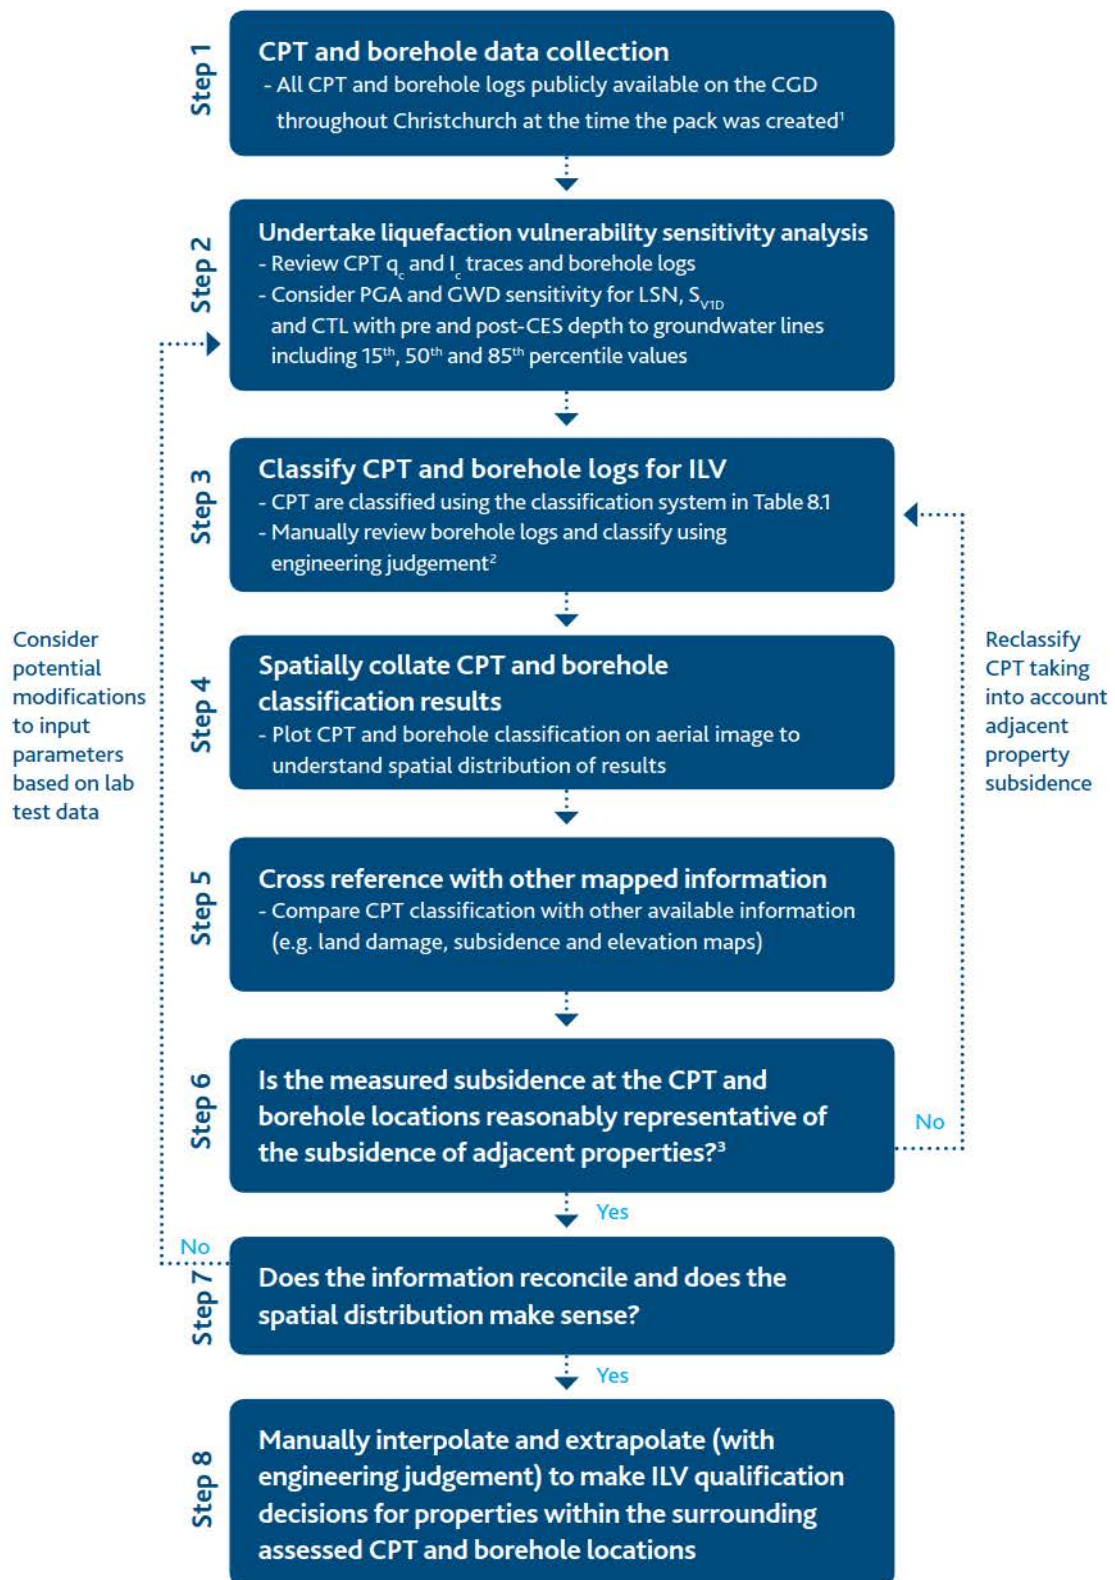 Step 1
CPT and borehole data collection
- All CPT and borehole logs publicly available on the CGD
throughout Christchurch at the time the pack was created¹
Step 2
Undertake liquefaction vulnerability sensitivity analysis
- Review CPT qc and Ic traces and borehole logs
- Consider PGA and GWD sensitivity for LSN, SV1D
and CTL with pre and post-CES depth to groundwater lines
including 15th, 50th and 85th percentile values
Step 3
Classify CPT and borehole logs for ILV
- CPT are classified using the classification system in Table 8.1
- Manually review borehole logs and classify using
engineering judgement²
Consider
potential
modifications
to input
parameters
based on lab
test data
Reclassify
CPT taking
into account
adjacent
property
subsidence
Step 4
Spatially collate CPT and borehole
classification results
- Plot CPT and borehole classification on aerial image to
understand spatial distribution of results
Step 5
Cross reference with other mapped information
- Compare CPT classification with other available information
(e.g. land damage, subsidence and elevation maps)
Step 6
Is the measured subsidence at the CPT and
borehole locations reasonably representative of
the subsidence of adjacent properties?³
No
Yes
No
Step 7
Does the information reconcile and does the
spatial distribution make sense?
Yes
Step 8
Manually interpolate and extrapolate (with
engineering judgement) to make ILV qualification
decisions for properties within the surrounding
assessed CPT and borehole locations